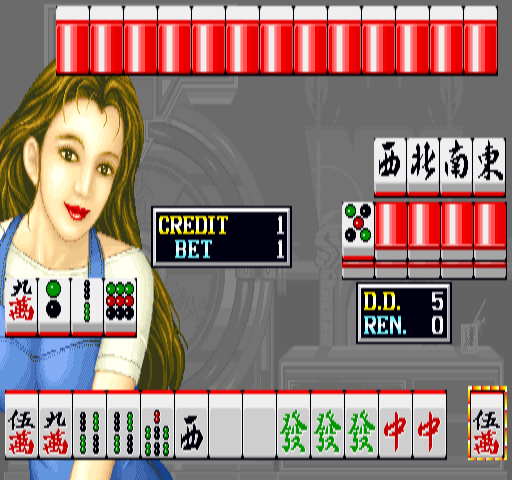 西 北 南 東
CREDIT 1
BET 1
九萬
D.D. 5
REN. 0
伍萬 九萬 西 發 發 發 中 中 伍萬